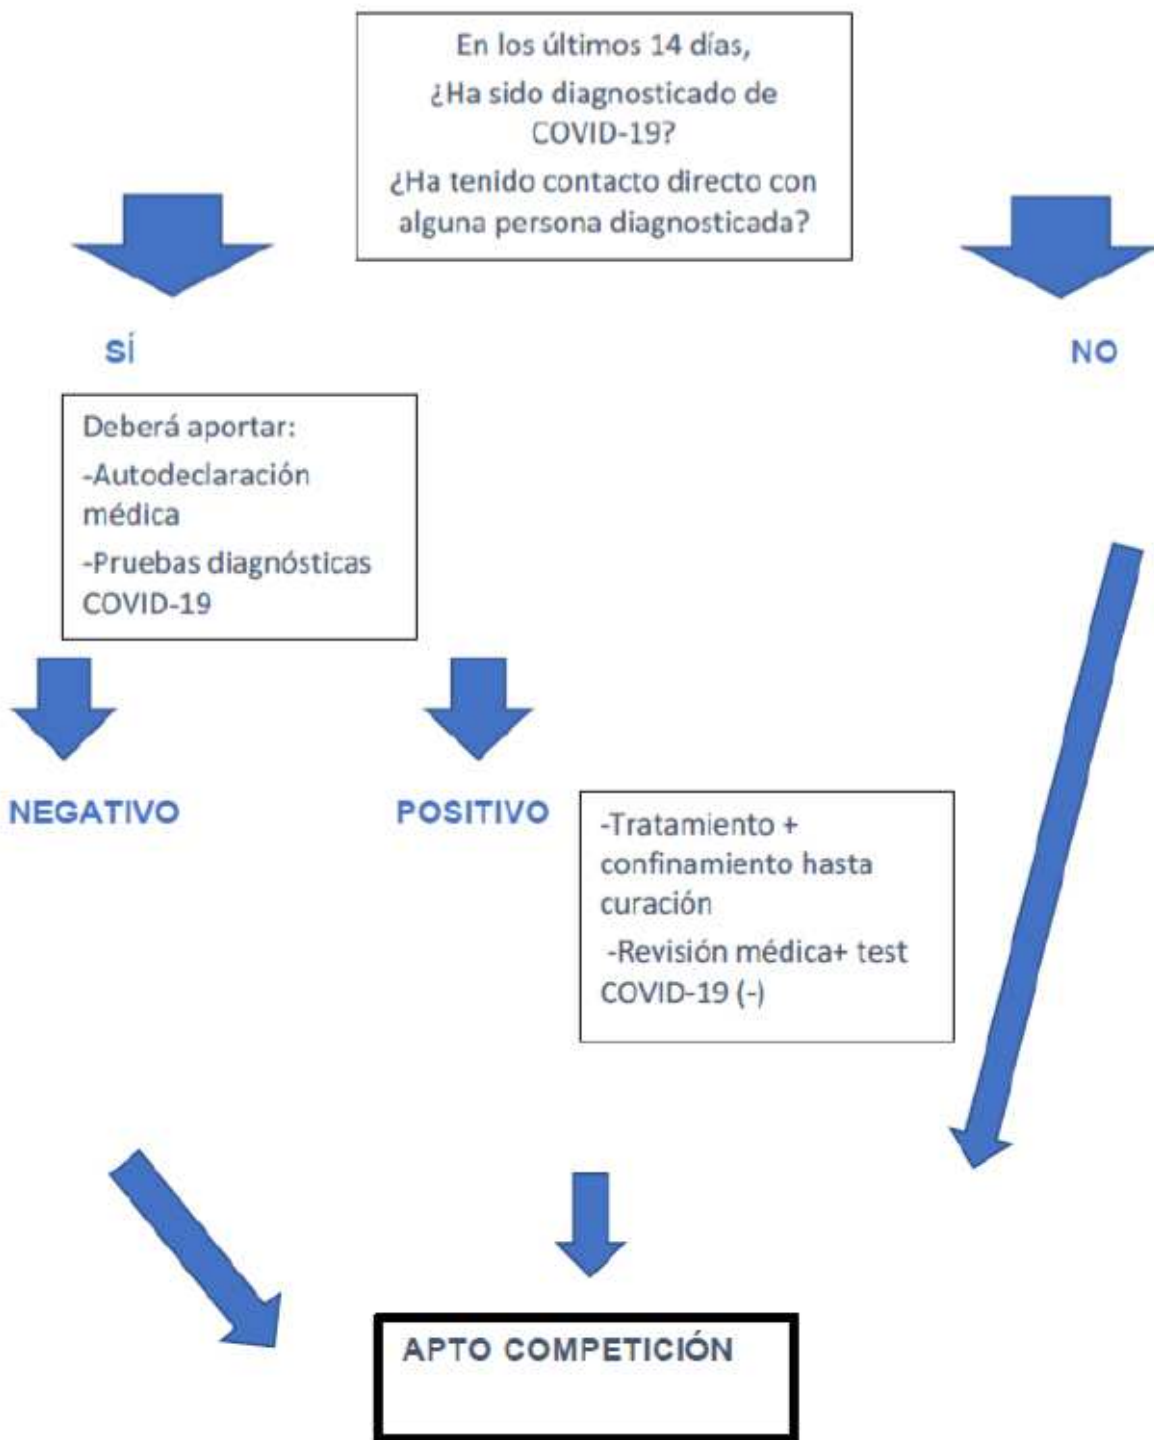 En los últimos 14 días,
¿Ha sido diagnosticado de
COVID-19?
¿Ha tenido contacto directo con
alguna persona diagnosticada?
SÍ
NO
Deberá aportar:
-Autodeclaración
médica
-Pruebas diagnósticas
COVID-19
NEGATIVO
POSITIVO
-Tratamiento +
confinamiento hasta
curación
-Revisión médica+ test
COVID-19 (-)
APTO COMPETICIÓN